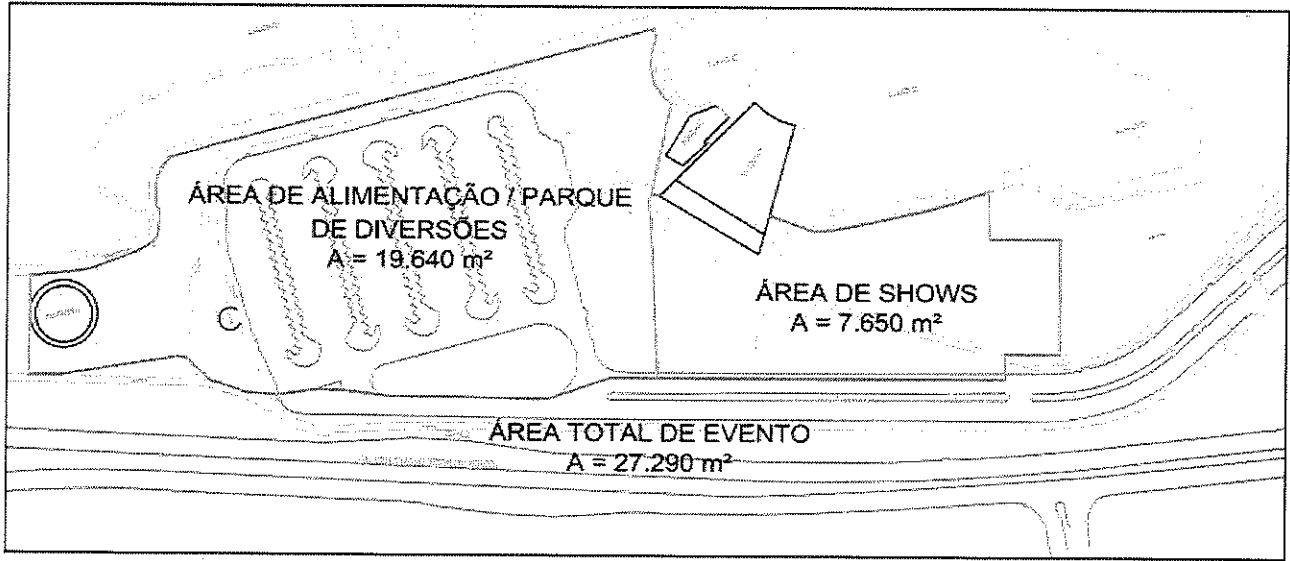 ÁREA DE ALIMENTAÇÃO / PARQUE
DE DIVERSÕES
A = 19.640 m²
ÁREA DE SHOWS
A = 7.650 m²
ÁREA TOTAL DE EVENTO
A = 27.290 m²